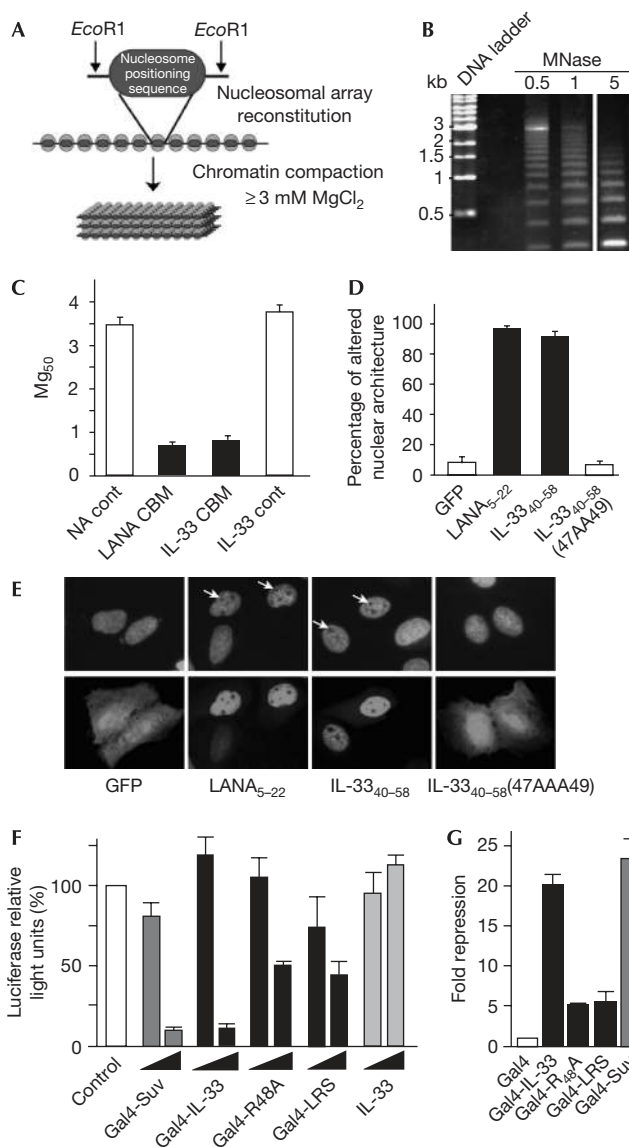 A
EcoR1 EcoR1
Nucleosome
positioning
sequence
Nucleosomal array
reconstitution
Chromatin compaction
≥ 3 mM MgCl2
B
DNA ladder
MNase
kb
0.5 1 5
3
2
1.5
1
0.5
C
Mg50
4
3
2
1
0
NA cont
LANA CBM
IL-33 CBM
IL-33 cont
D
Percentage of altered
nuclear architecture
100
80
60
40
20
0
GFP
LANA5–22
IL-3340–58
IL-3340–58
(47AA49)
E
GFP LANA5–22 IL-3340–58 IL-3340–58(47AAA49)
F
Luciferase relative
light units (%)
100
50
0
Control
Gal4-Suv
Gal4-IL-33
Gal4-R48A
Gal4-LRS
IL-33
G
Fold repression
25
20
15
10
5
0
Gal4
Gal4-IL-33
Gal4-R48A
Gal4-LRS
Gal4-Suv